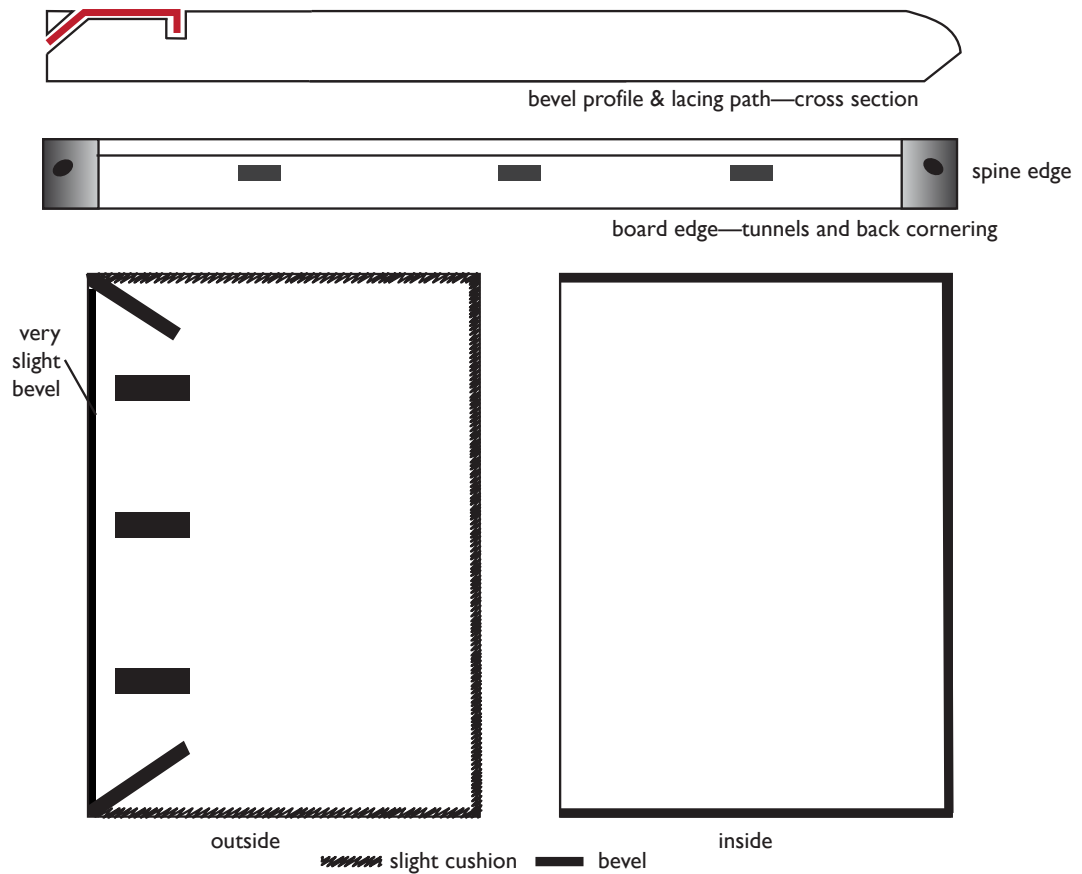 bevel profile & lacing path—cross section
spine edge
board edge—tunnels and back cornering
very
slight
bevel
outside
inside
slight cushion
bevel